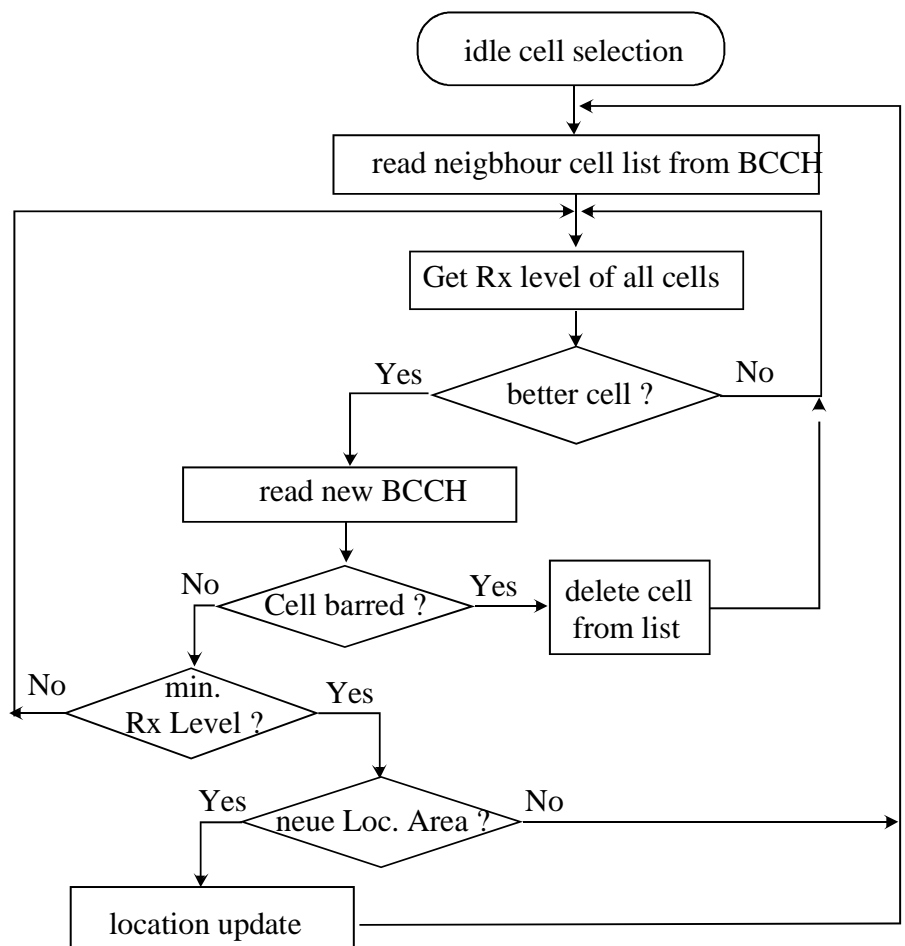 idle cell selection
read neigbhour cell list from BCCH
Get Rx level of all cells
Yes
better cell ?
No
read new BCCH
No
Cell barred ?
Yes
delete cell
from list
No
min.
Rx Level ?
Yes
Yes
neue Loc. Area ?
No
location update